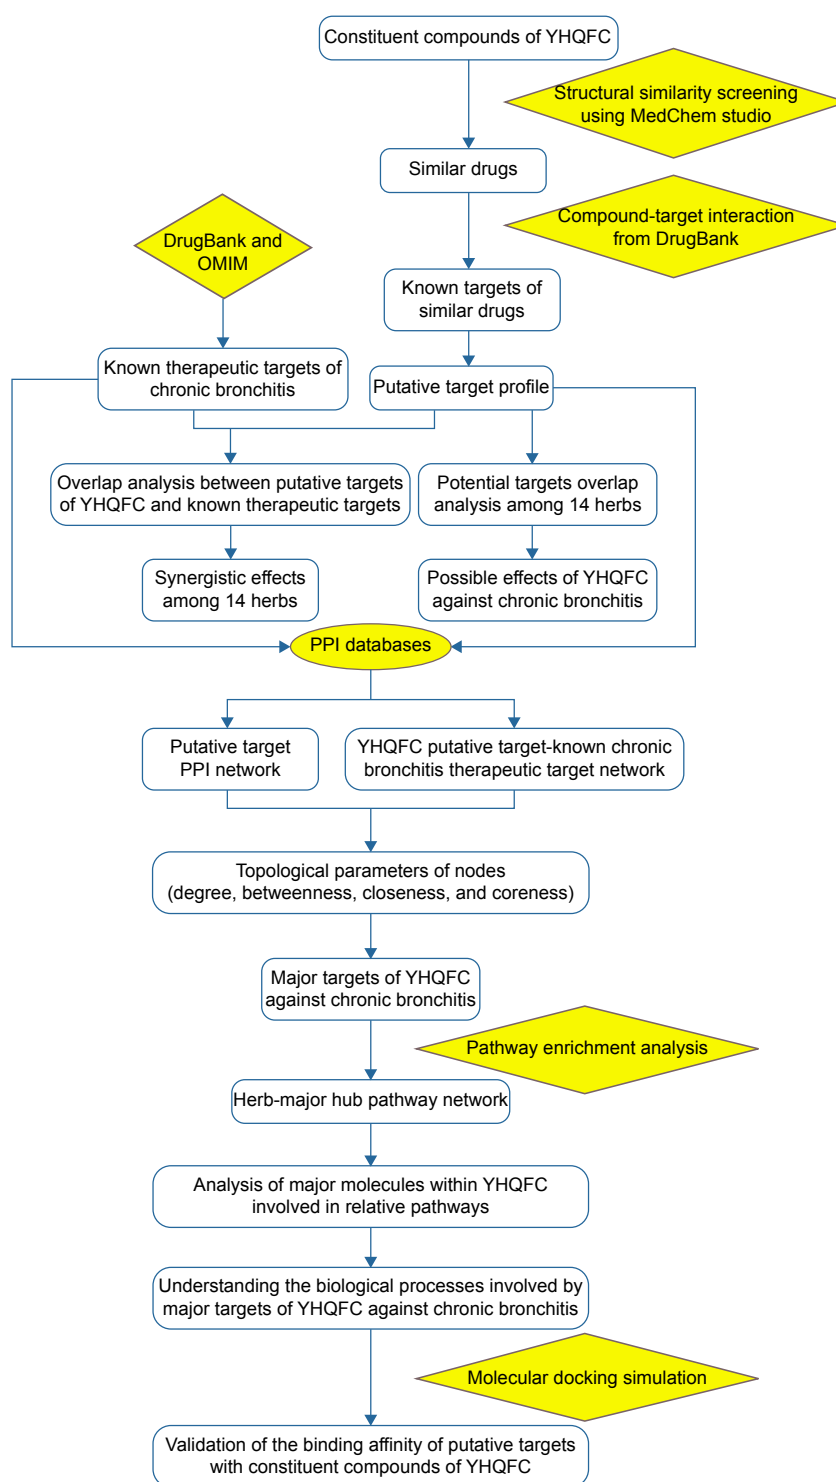 Constituent compounds of YHQFC
Structural similarity screening
using MedChem studio
Similar drugs
Compound-target interaction
from DrugBank
DrugBank and
OMIM
Known targets of
similar drugs
Known therapeutic targets of
chronic bronchitis
Putative target profile
Overlap analysis between putative targets
of YHQFC and known therapeutic targets
Potential targets overlap
analysis among 14 herbs
Synergistic effects
among 14 herbs
Possible effects of YHQFC
against chronic bronchitis
PPI databases
Putative target
PPI network
YHQFC putative target-known chronic
bronchitis therapeutic target network
Topological parameters of nodes
(degree, betweenness, closeness, and coreness)
Major targets of YHQFC
against chronic bronchitis
Pathway enrichment analysis
Herb-major hub pathway network
Analysis of major molecules within YHQFC
involved in relative pathways
Understanding the biological processes involved by
major targets of YHQFC against chronic bronchitis
Molecular docking simulation
Validation of the binding affinity of putative targets
with constituent compounds of YHQFC